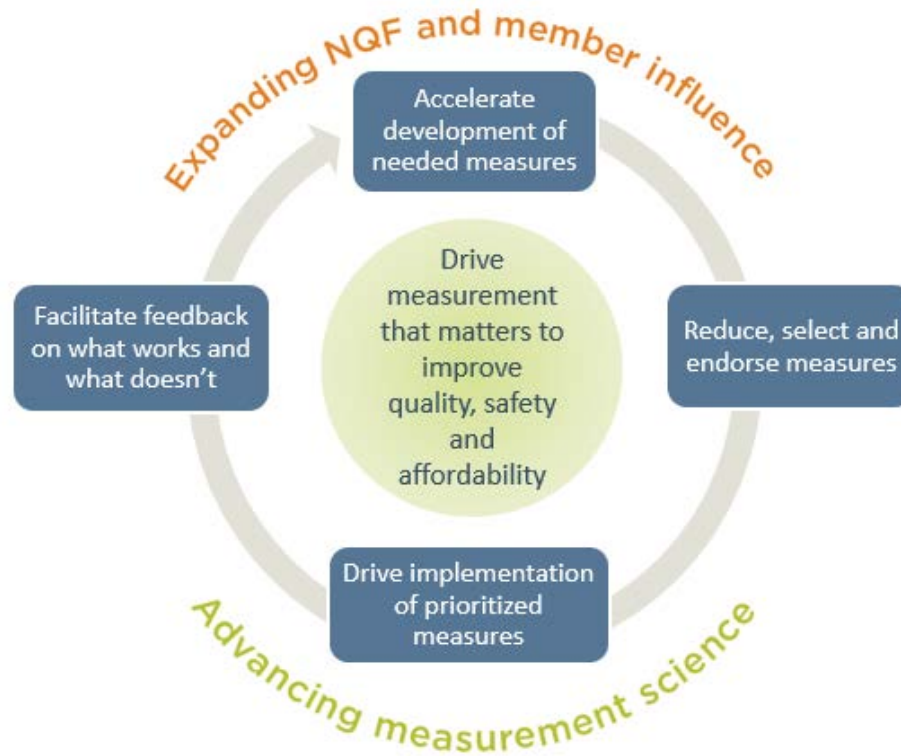 Expanding NQF and member influence
Accelerate
development of
needed measures
Facilitate feedback
on what works and
what doesn't
Drive
measurement
that matters to
improve
quality, safety
and
affordability
Reduce, select and
endorse measures
Drive implementation
of prioritized
measures
Advancing measurement science